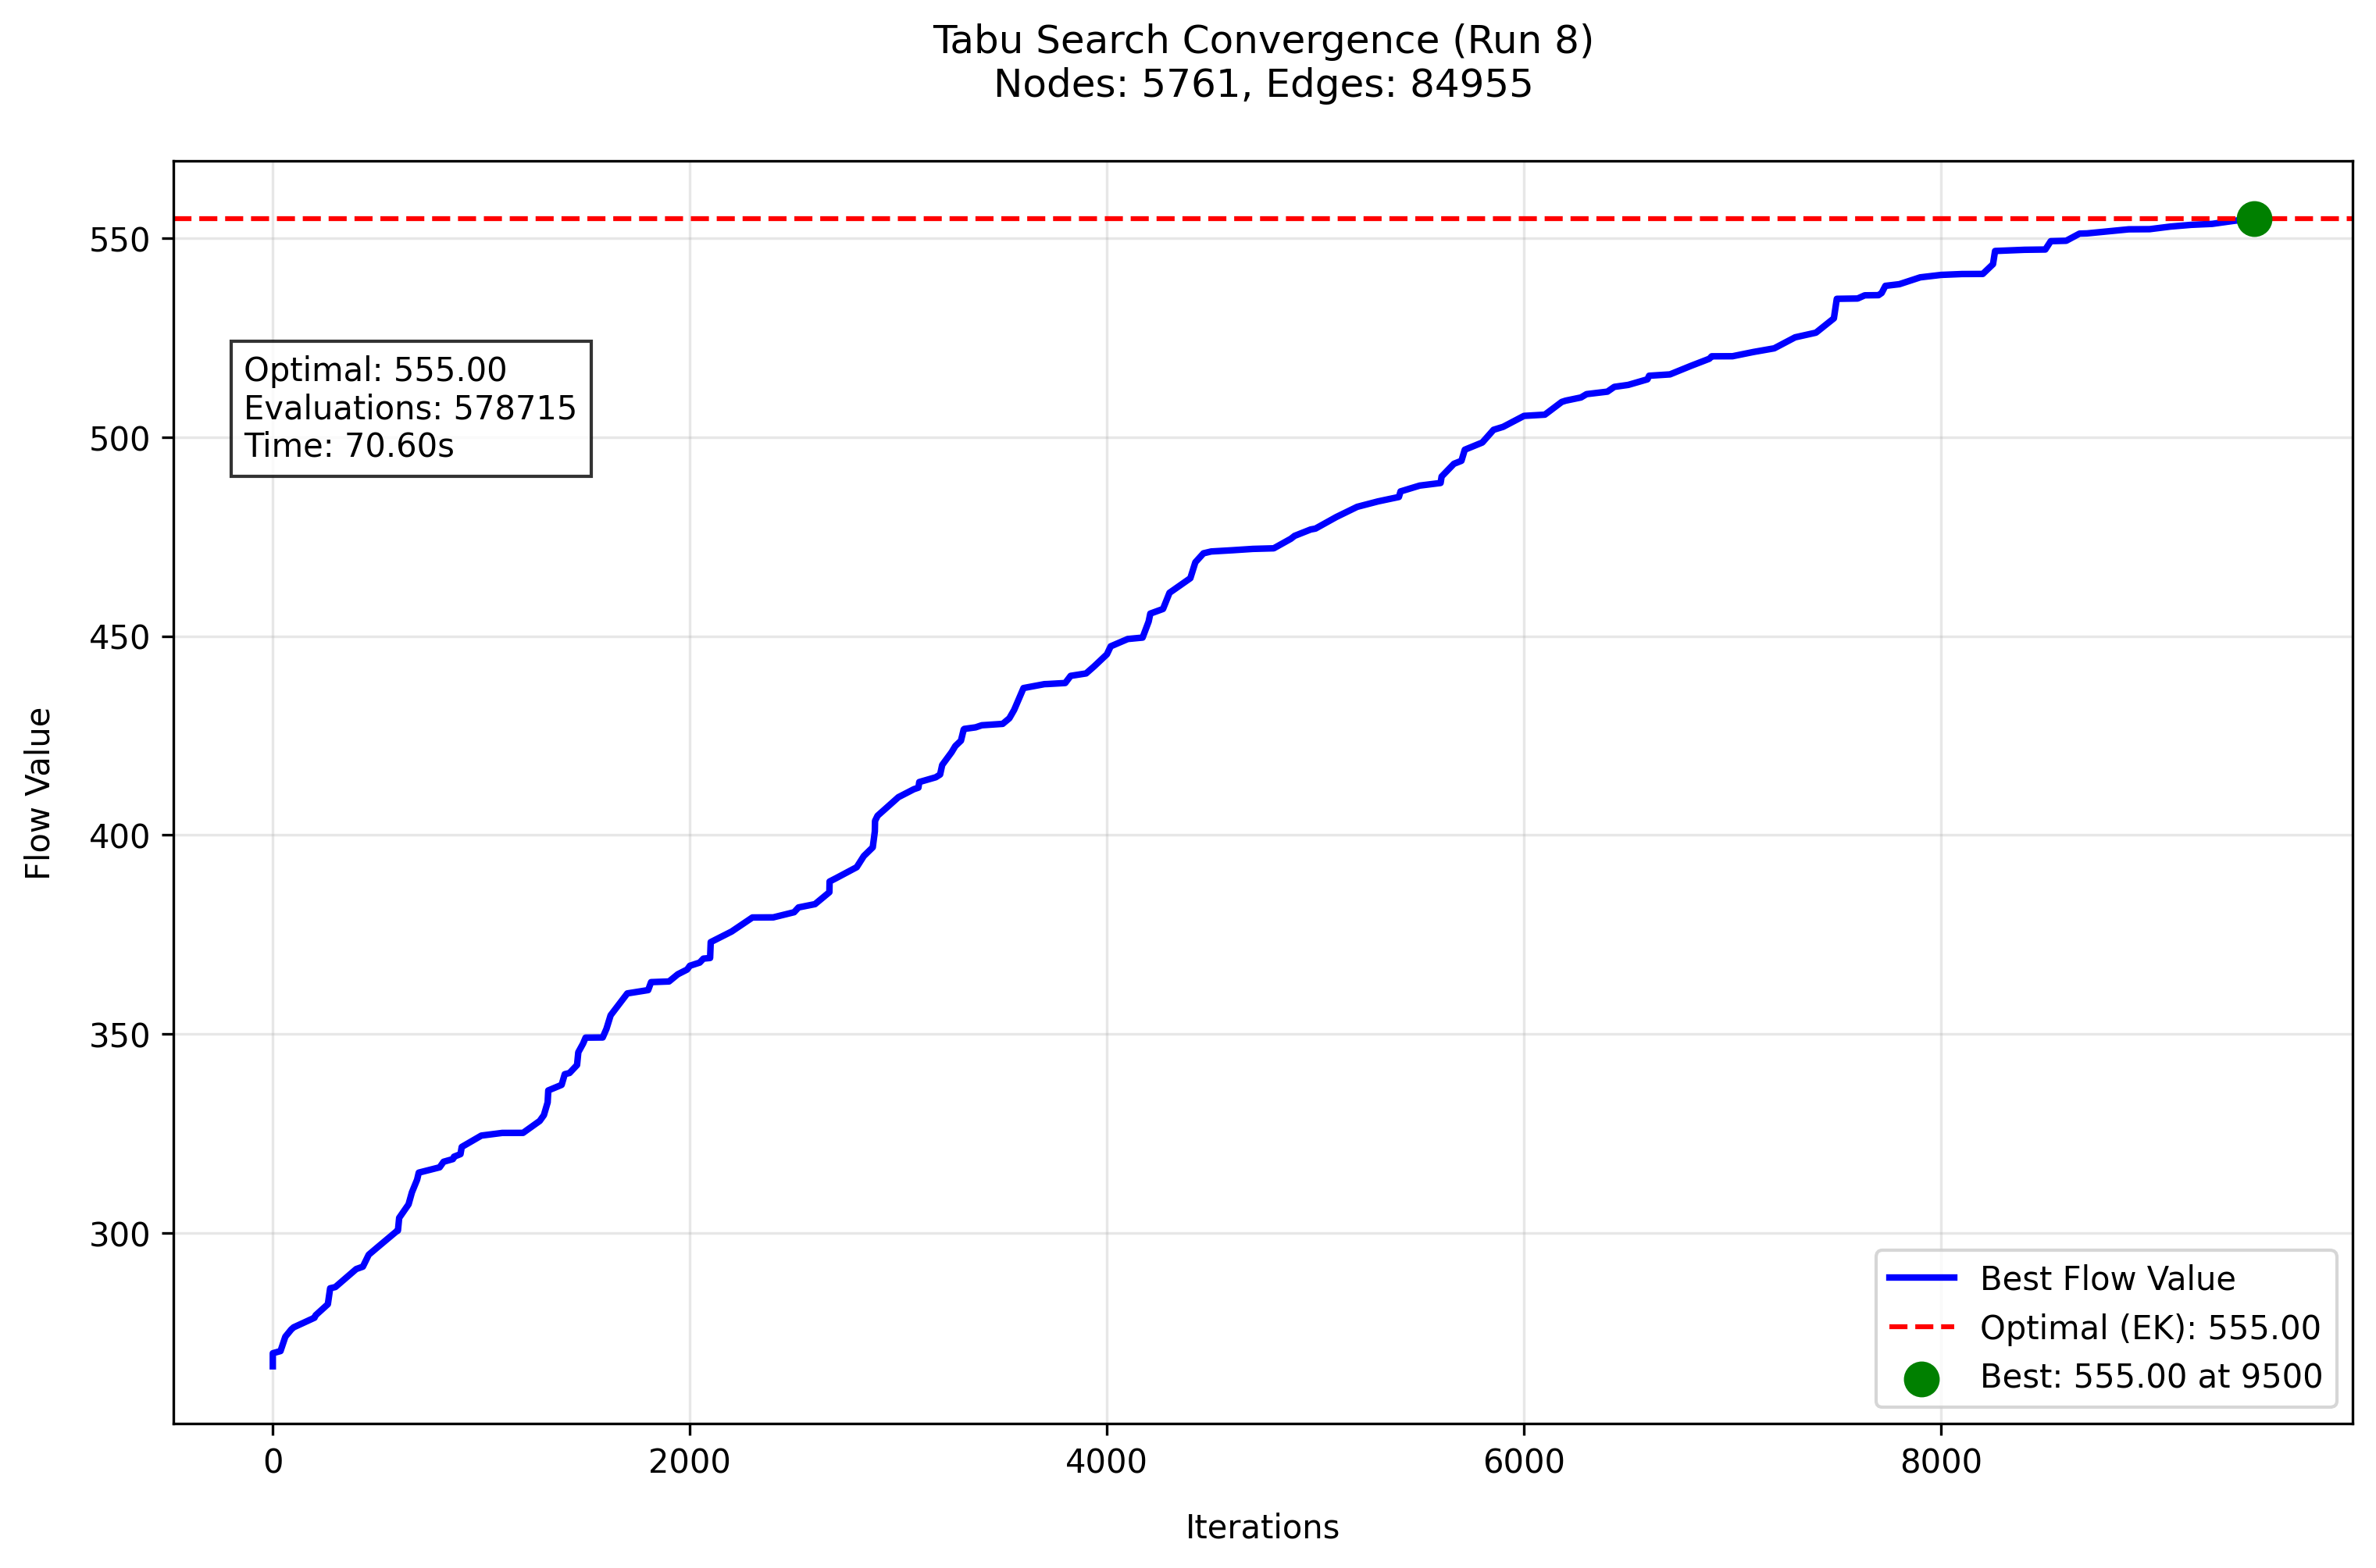 Tabu Search Convergence (Run 8)
Nodes: 5761, Edges: 84955
550
500
450
400
350
300
Flow Value
Optimal: 555.00
Evaluations: 578715
Time: 70.60s
Best Flow Value
Optimal (EK): 555.00
Best: 555.00 at 9500
0
2000
4000
6000
8000
Iterations